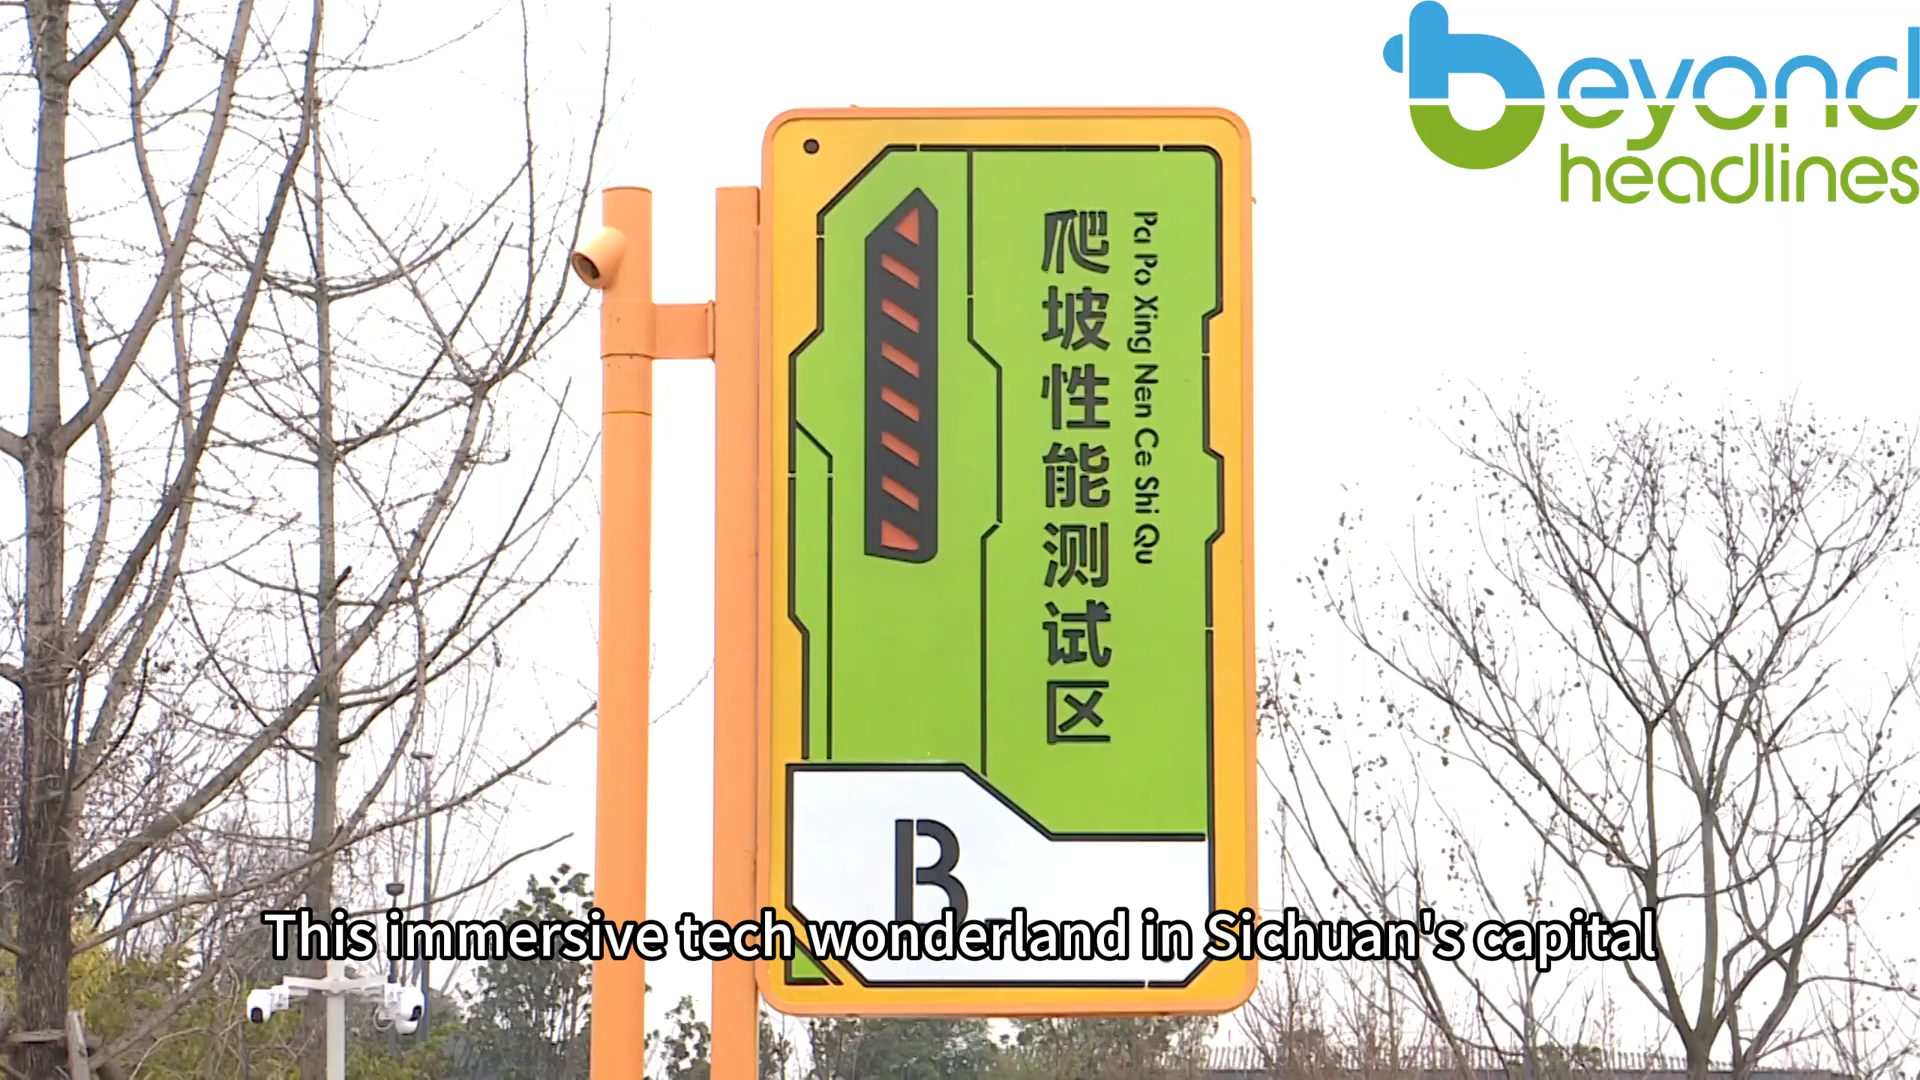 beyond
headlines
爬坡性能测试区
Pa Po Xing Nen Ce Shi Qu
B
This immersive tech wonderland in Sichuan's capital